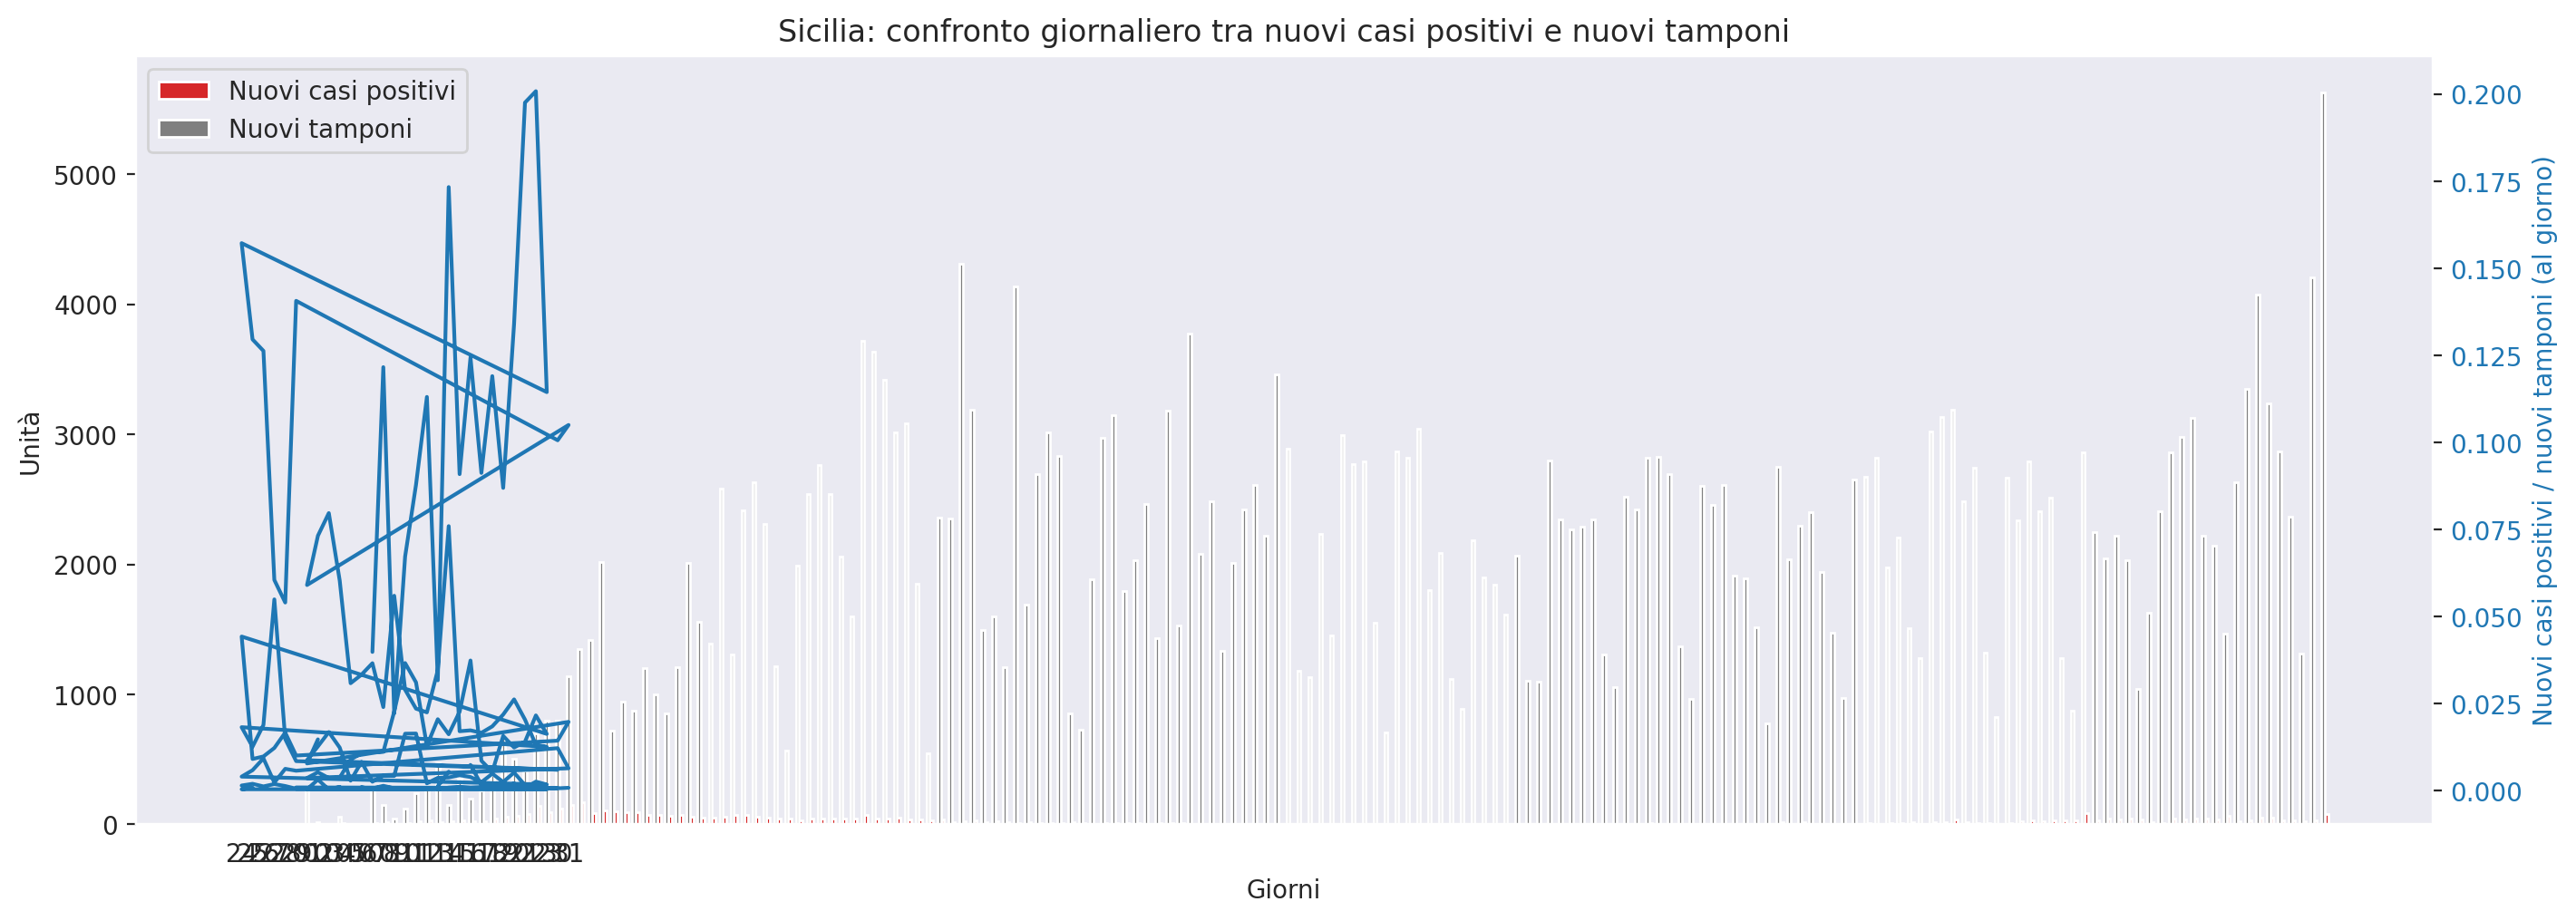 Sicilia: confronto giornaliero tra nuovi casi positivi e nuovi tamponi
Nuovi casi positivi
Nuovi tamponi
5000
4000
3000
2000
1000
0
Unità
0.200
0.175
0.150
0.125
0.100
0.075
0.050
0.025
0.000
Nuovi casi positivi / nuovi tamponi (al giorno)
Giorni